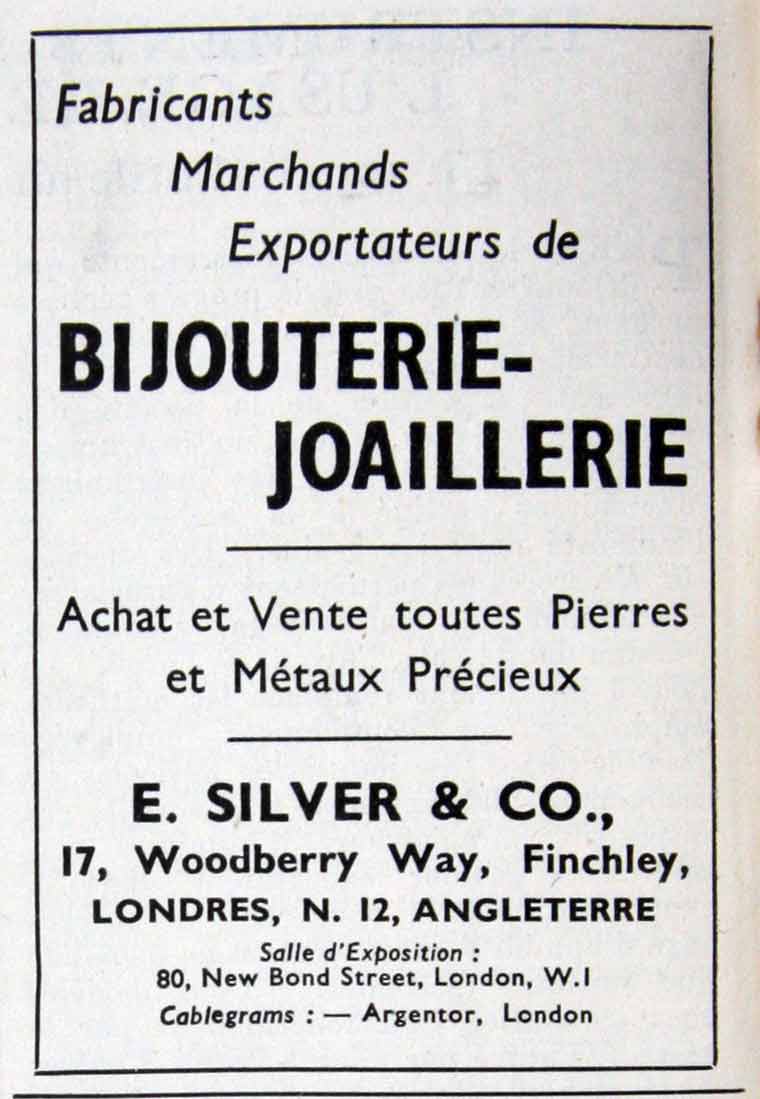 Fabricants
Marchands
Exportateurs de
BIJOUTERIE-
JOAILLERIE
Achat et Vente toutes Pierres
et Métaux Précieux
E. SILVER & CO.,
17, Woodberry Way, Finchley,
LONDRES, N. 12, ANGLETERRE
Salle d'Exposition :
80, New Bond Street, London, W.1
Cablegrams : — Argentor, London